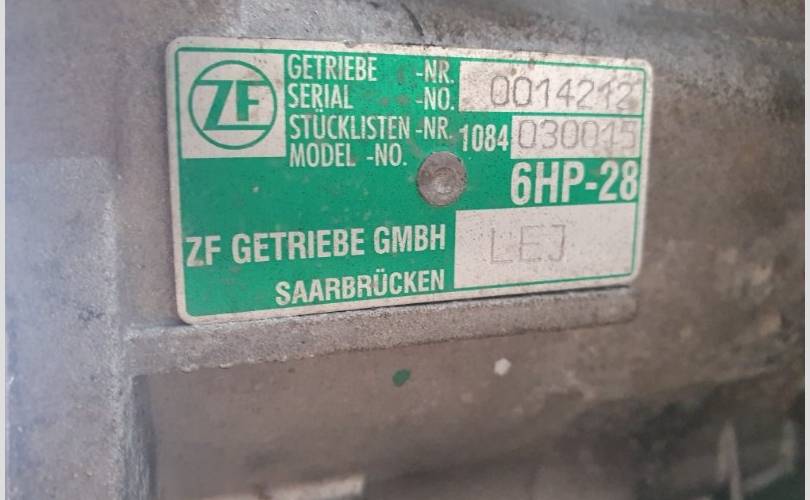 ZF
GETRIEBE -NR.
SERIAL -NO. 0014212
STÜCKLISTEN -NR. 1084 030015
MODEL -NO.
6HP-28
ZF GETRIEBE GMBH LEJ
SAARBRÜCKEN